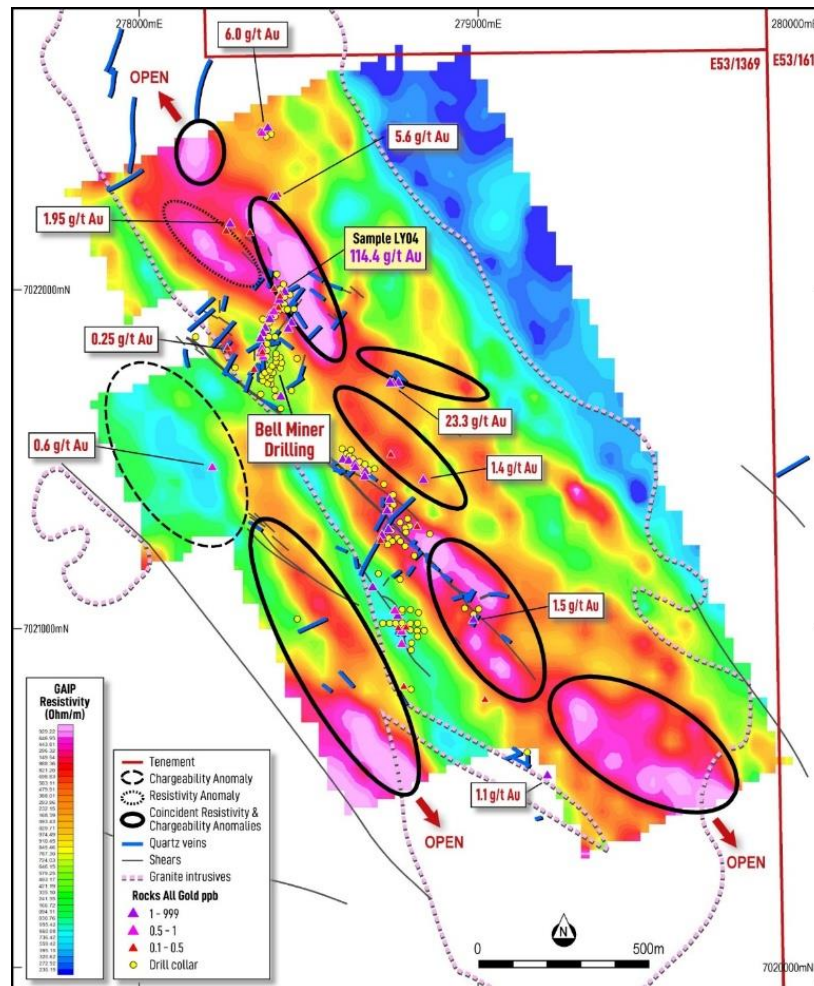 278000mE
279000mE
280000mE
6.0 g/t Au
E53/1369
E53/161
OPEN
5.6 g/t Au
1.95 g/t Au
Sample LY04
114.4 g/t Au
7022000mN
0.25 g/t Au
23.3 g/t Au
Bell Miner
Drilling
0.6 g/t Au
1.4 g/t Au
1.5 g/t Au
7021000mN
1.1 g/t Au
OPEN
OPEN
GAIP
Resistivity
(Ohm/m)
Tenement
Chargeability Anomaly
Resistivity Anomaly
Coincident Resistivity &
Chargeability Anomalies
Quartz veins
Shears
Granite intrusives
Rocks All Gold ppb
1 - 999
0.5 - 1
0.1 - 0.5
Drill collar
N
0
500m
7020000mN